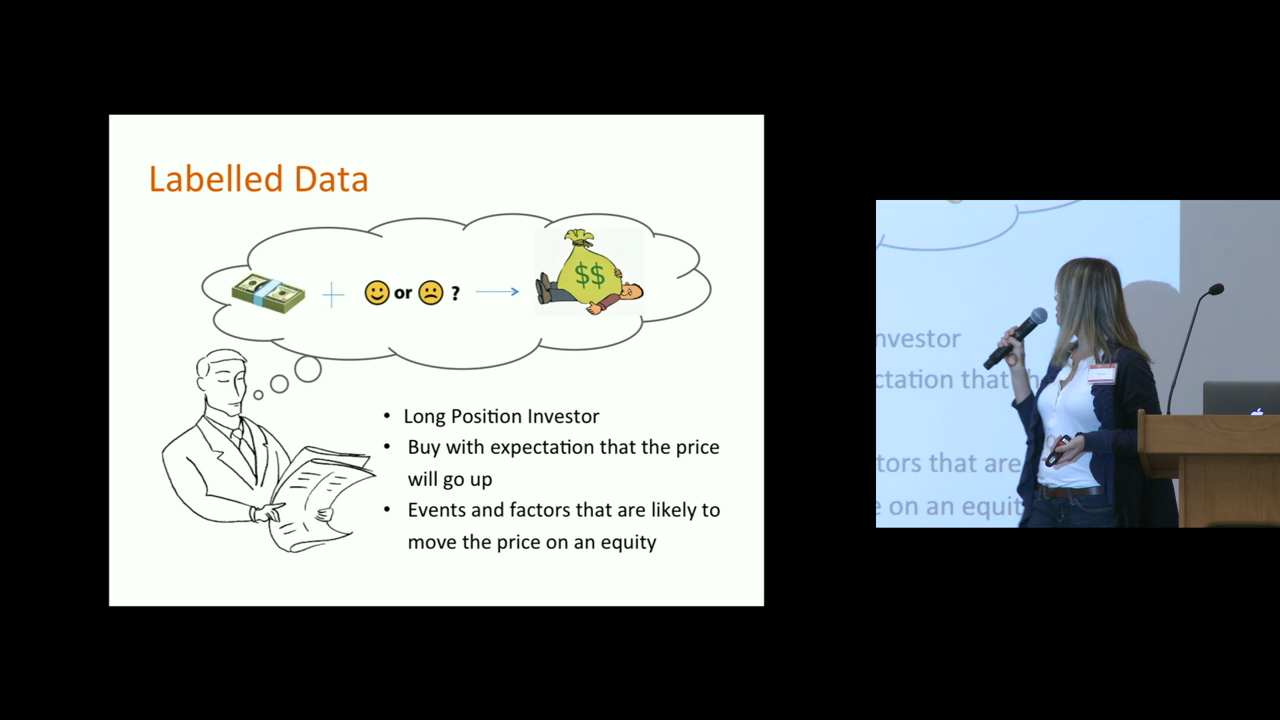 Labelled Data
or ?
$$
• Long Position Investor
• Buy with expectation that the price
will go up
• Events and factors that are likely to
move the price on an equity
nvestor
ctation that
tors that are
e on an equit